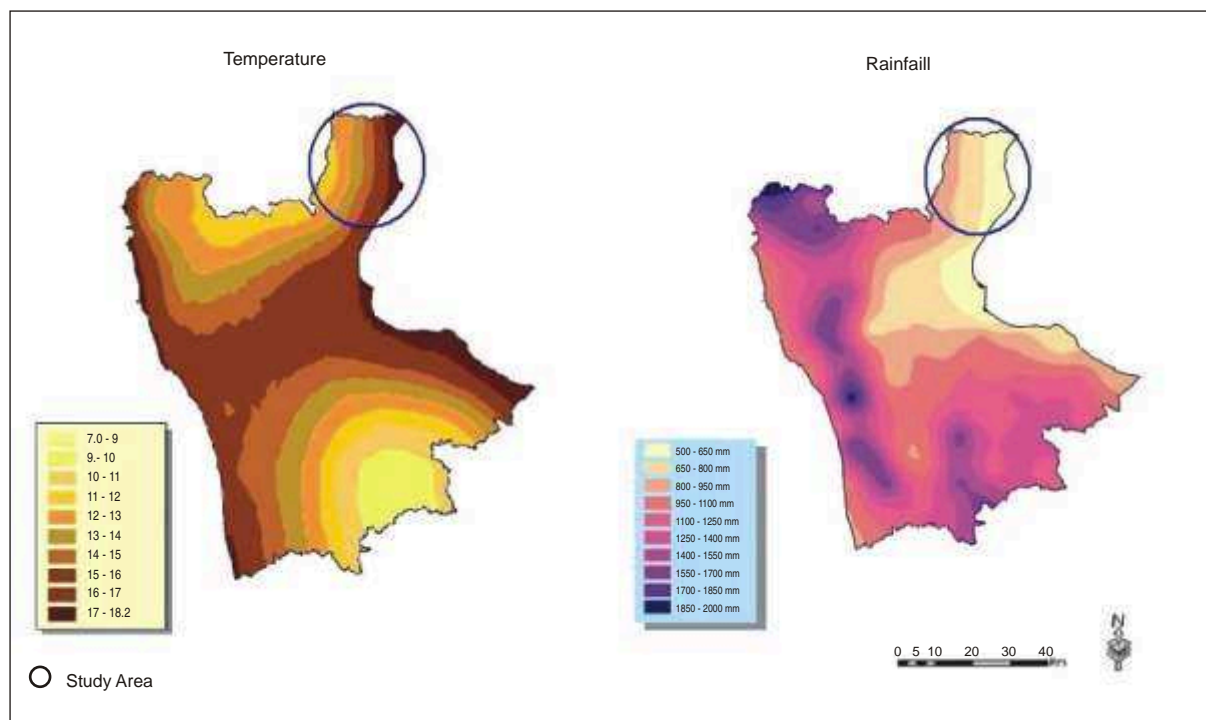 Temperature
Rainfaill
7.0 - 9
9.- 10
10 - 11
11 - 12
12 - 13
13 - 14
14 - 15
15 - 16
16 - 17
17 - 18.2
500 - 650 mm
650 - 800 mm
800 - 950 mm
950 - 1100 mm
1100 - 1250 mm
1250 - 1400 mm
1400 - 1550 mm
1550 - 1700 mm
1700 - 1850 mm
1850 - 2000 mm
N
0 5 10 20 30 40
Study Area